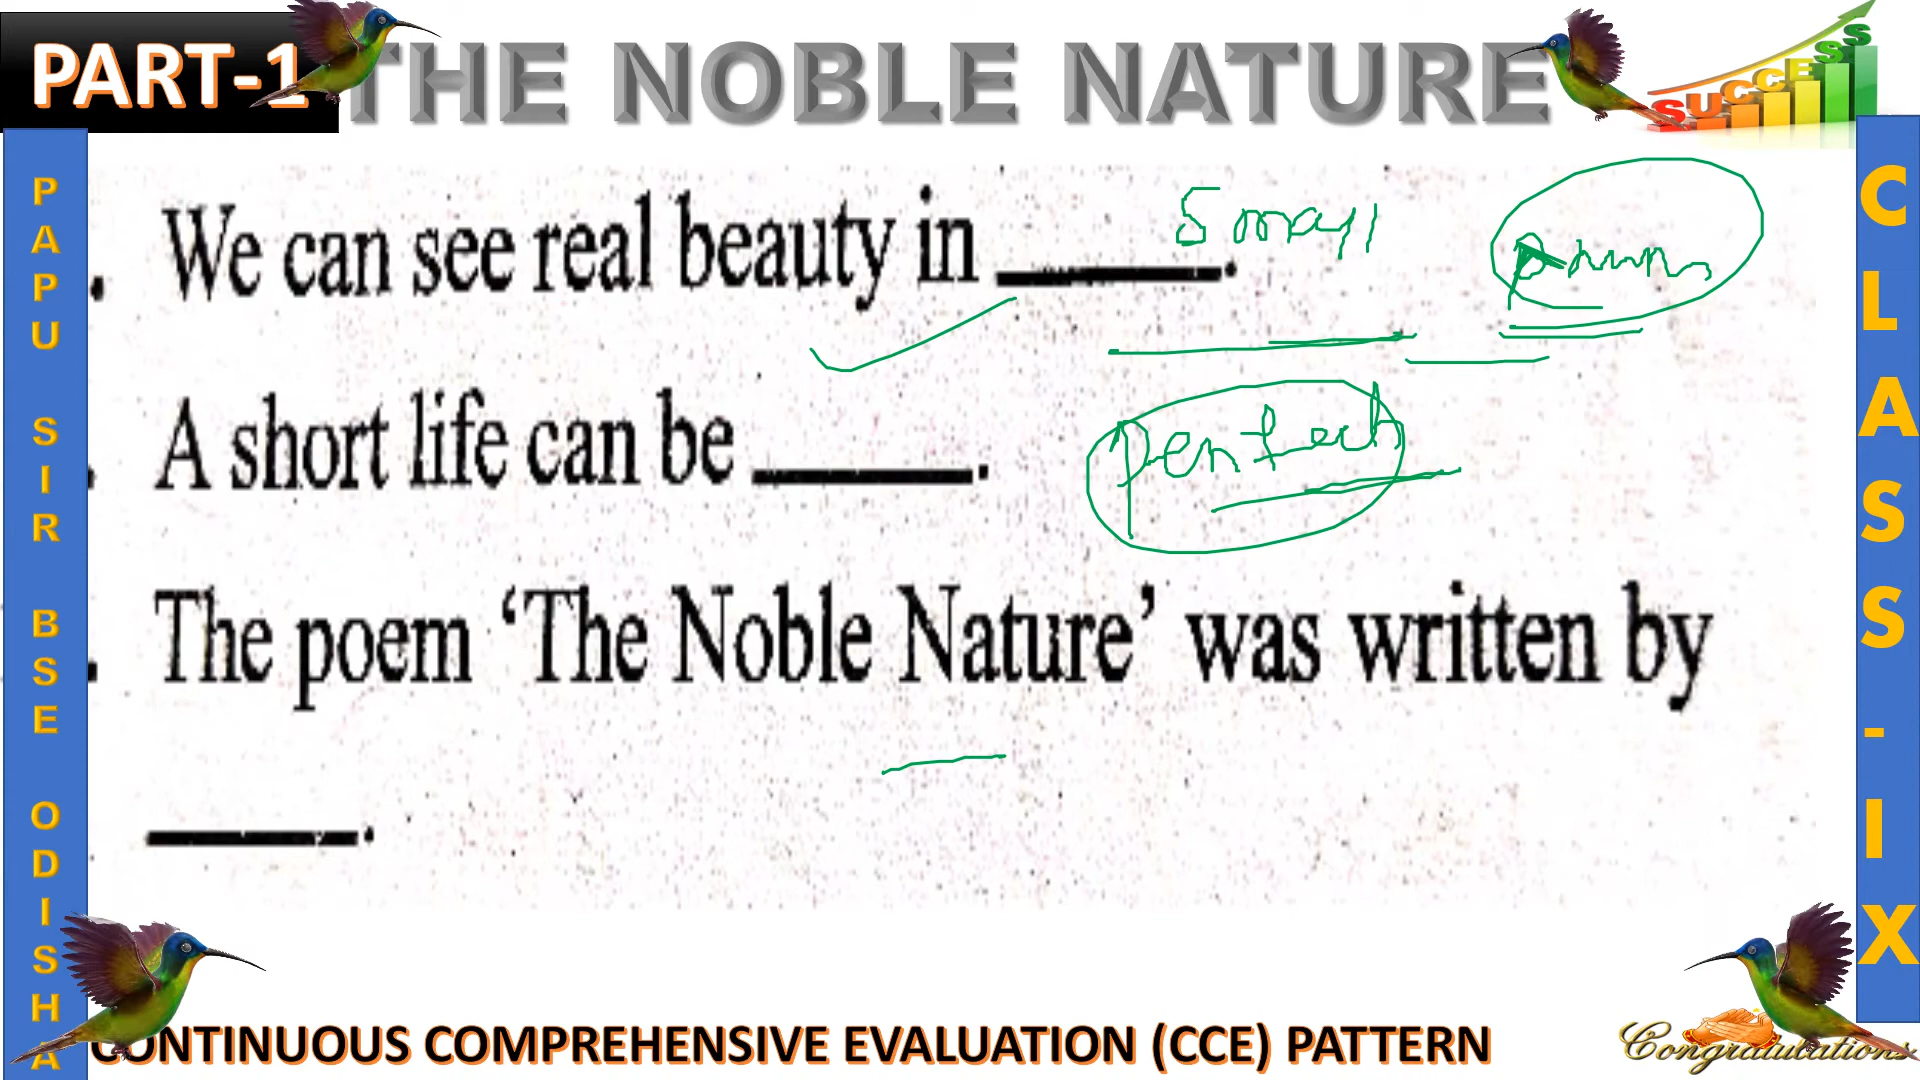 PART-1 THE NOBLE NATURE
SUCCESS
PAPU SIR BSE ODISHA
We can see real beauty in ______. Small
A short life can be ______. Pentech
The poem ‘The Noble Nature’ was written by
______.
CLASS-IX
CONTINUOUS COMPREHENSIVE EVALUATION (CCE) PATTERN
Congratulations